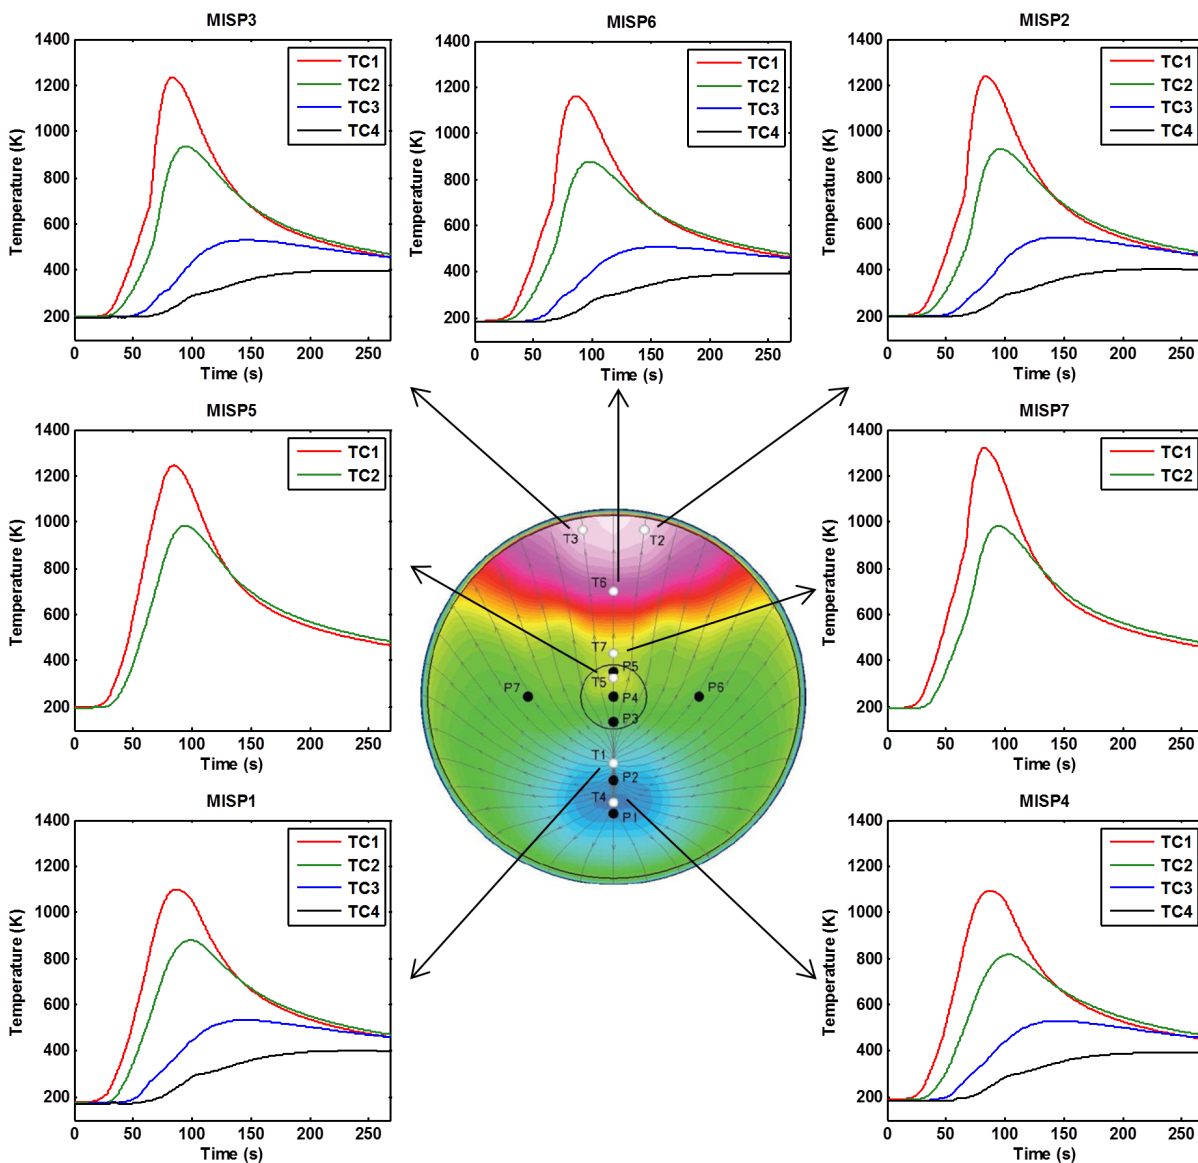 MISP3
1400
1200
1000
800
600
400
200
0 50 100 150 200 250
Temperature (K)
Time (s)
TC1
TC2
TC3
TC4
MISP6
1400
1200
1000
800
600
400
200
0 50 100 150 200 250
Temperature (K)
Time (s)
TC1
TC2
TC3
TC4
MISP2
1400
1200
1000
800
600
400
200
0 50 100 150 200 250
Temperature (K)
Time (s)
TC1
TC2
TC3
TC4
MISP5
1400
1200
1000
800
600
400
200
0 50 100 150 200 250
Temperature (K)
Time (s)
TC1
TC2
T3 T2
T6
T7
P5
T5
P7 P4 P6
P3
T1
P2
T4
P1
MISP7
1400
1200
1000
800
600
400
200
0 50 100 150 200 250
Temperature (K)
Time (s)
TC1
TC2
MISP1
1400
1200
1000
800
600
400
200
0 50 100 150 200 250
Temperature (K)
Time (s)
TC1
TC2
TC3
TC4
MISP4
1400
1200
1000
800
600
400
200
0 50 100 150 200 250
Temperature (K)
Time (s)
TC1
TC2
TC3
TC4